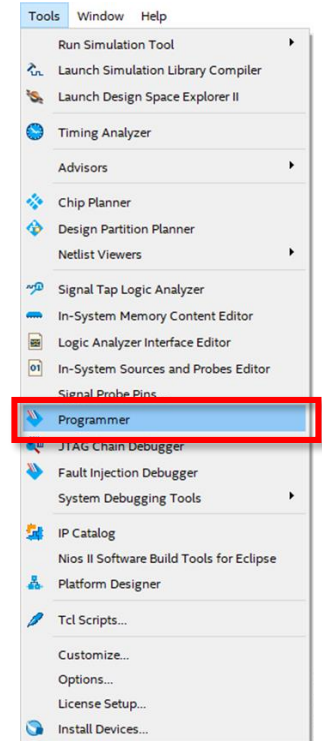 Tools Window Help
Run Simulation Tool
Launch Simulation Library Compiler
Launch Design Space Explorer II
Timing Analyzer
Advisors
Chip Planner
Design Partition Planner
Netlist Viewers
Signal Tap Logic Analyzer
In-System Memory Content Editor
Logic Analyzer Interface Editor
In-System Sources and Probes Editor
Signal Probe Pins
Programmer
JTAG Chain Debugger
Fault Injection Debugger
System Debugging Tools
IP Catalog
Nios II Software Build Tools for Eclipse
Platform Designer
Tcl Scripts...
Customize...
Options...
License Setup...
Install Devices...